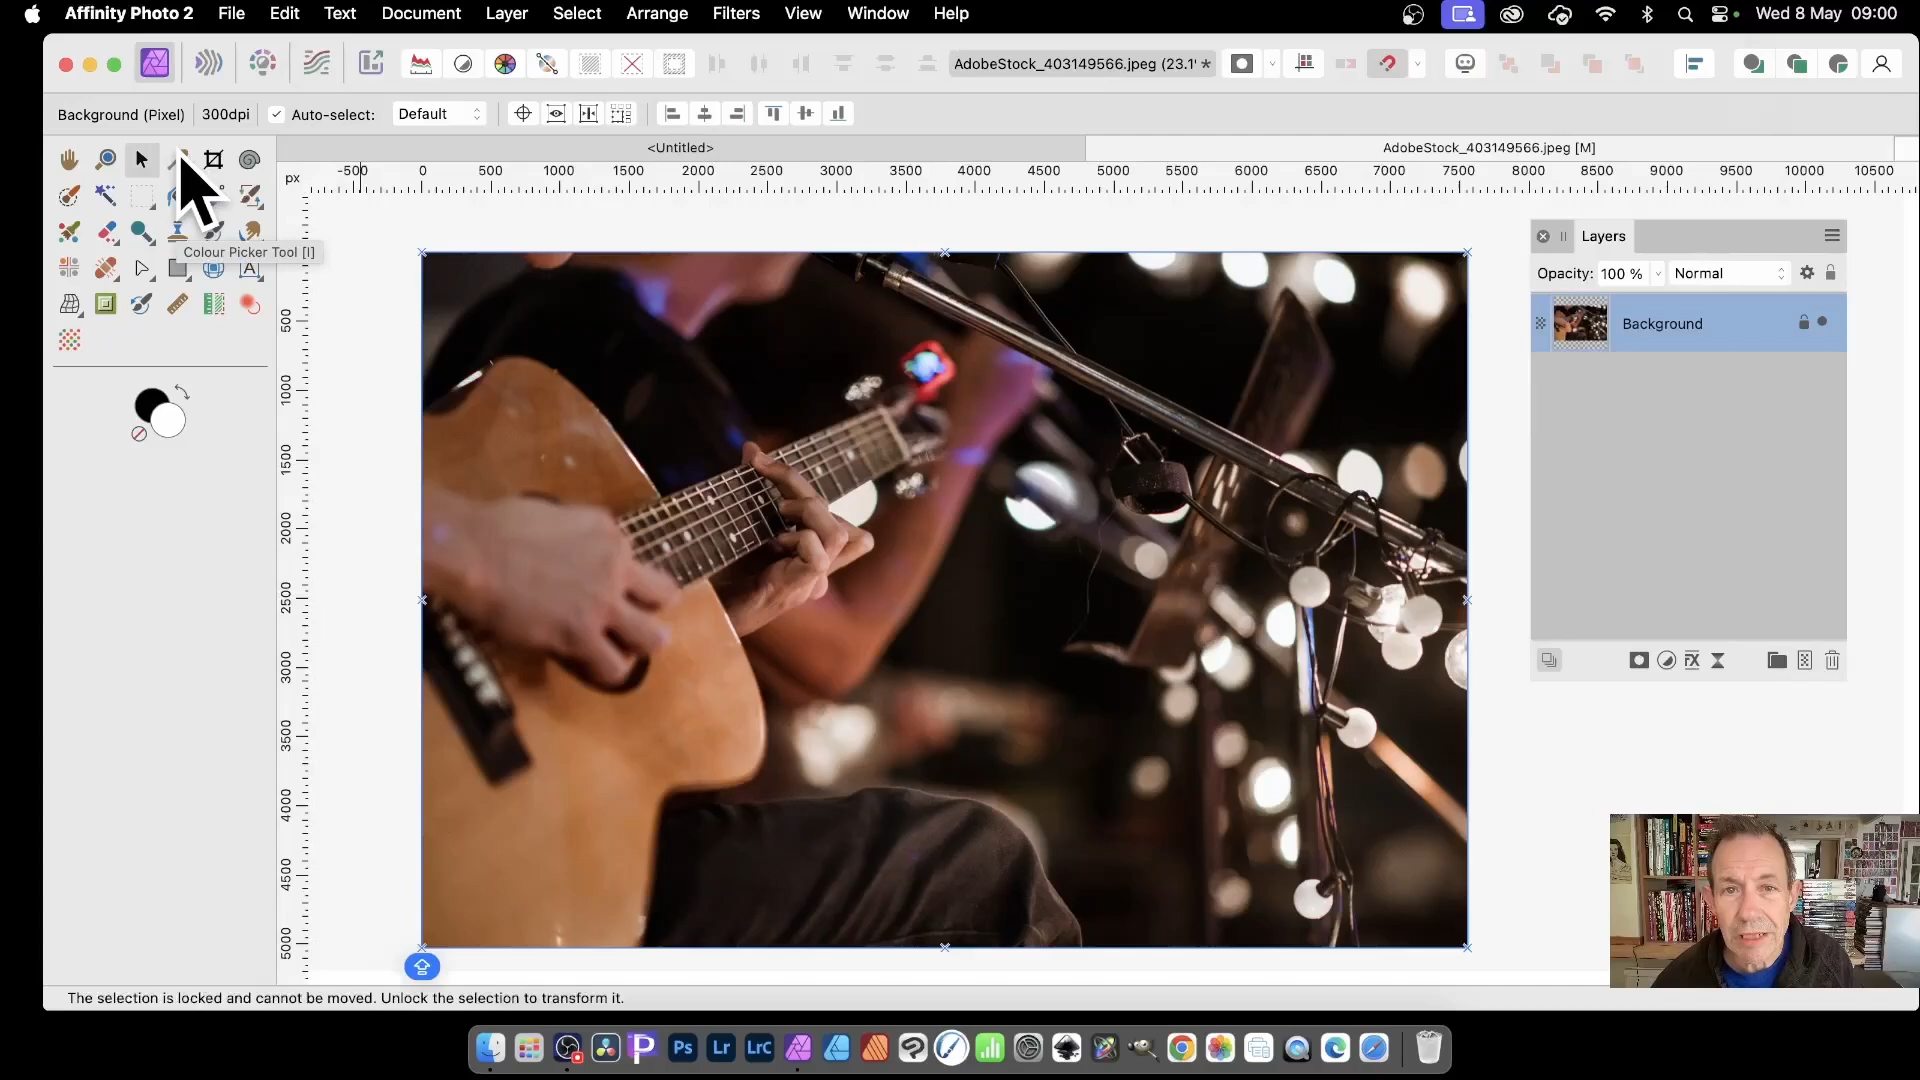 Affinity Photo 2 File Edit Text Document Layer Select Arrange Filters View Window Help Wed 8 May 09:00
AdobeStock_403149566.jpeg (23.1' *
Background (Pixel) 300dpi Auto-select: Default
<Untitled> AdobeStock_403149566.jpeg [M]
px -500 0 500 1000 1500 2000 2500 3000 3500 4000 4500 5000 5500 6000 6500 7000 7500 8000 8500 9000 9500 10000 10500
Colour Picker Tool [I]
500
1000
1500
2000
2500
3000
3500
4000
4500
5000
Layers
Opacity: 100 % Normal
Background
FX
A
The selection is locked and cannot be moved. Unlock the selection to transform it.
Ps Lr LrC